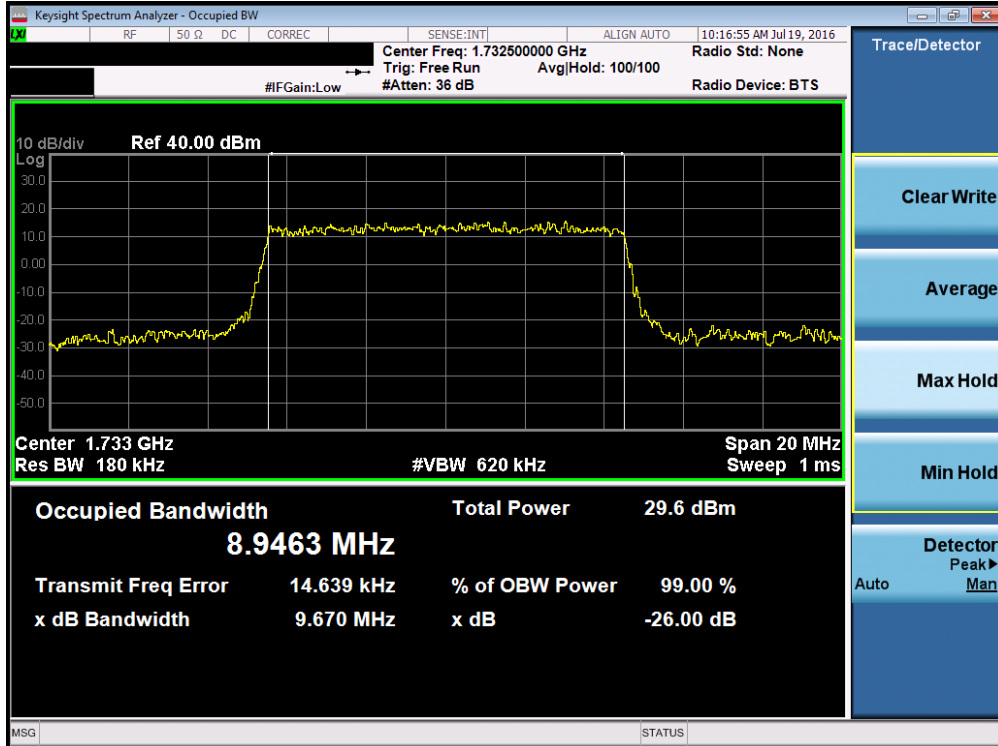 Keysight Spectrum Analyzer - Occupied BW
LXI RF 50 Ω DC CORREC SENSE:INT ALIGN AUTO 10:16:55 AM Jul 19, 2016
Center Freq: 1.732500000 GHz Radio Std: None
Trig: Free Run Avg|Hold: 100/100
#IFGain:Low #Atten: 36 dB Radio Device: BTS
Trace/Detector
10 dB/div Ref 40.00 dBm
Log
30.0
20.0
10.0
0.00
-10.0
-20.0
-30.0
-40.0
-50.0
Center 1.733 GHz Span 20 MHz
Res BW 180 kHz #VBW 620 kHz Sweep 1 ms
Occupied Bandwidth Total Power 29.6 dBm
8.9463 MHz
Transmit Freq Error 14.639 kHz % of OBW Power 99.00 %
x dB Bandwidth 9.670 MHz x dB -26.00 dB
Clear Write
Average
Max Hold
Min Hold
Detector
Peak▶
Auto Man
MSG STATUS